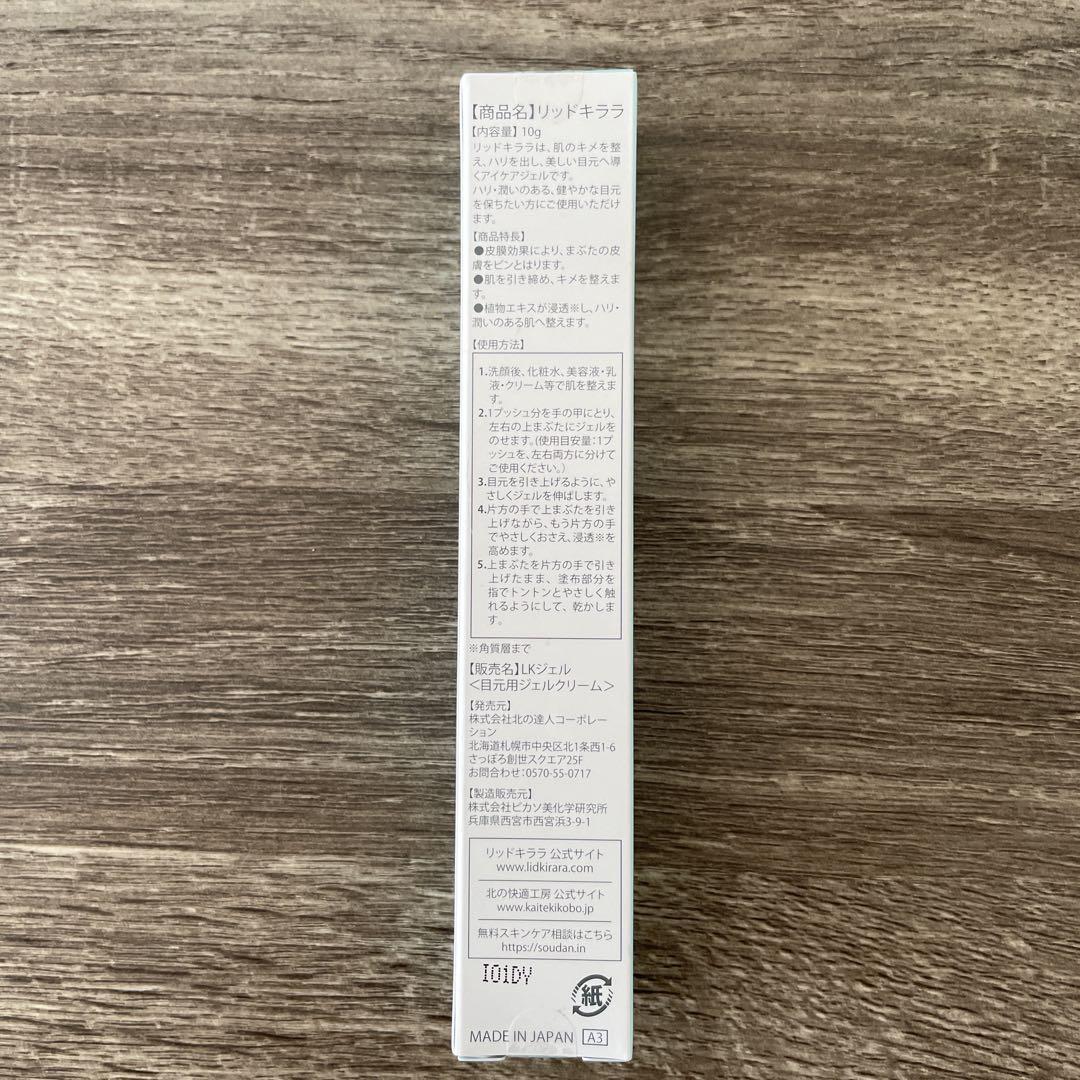 【商品名】リッドキララ
【内容量】10g
リッドキララは、肌のキメを整
え、ハリを出し、美しい目元へ導
くアイケアジェルです。
ハリ・潤いのある、健やかな目元
を保ちたい方にご使用いただけ
ます。
【商品特長】
●皮膜効果により、まぶたの皮
膚をピンとはります。
●肌を引き締め、キメを整えま
す。
●植物エキスが浸透※し、ハリ・
潤いのある肌へ整えます。
【使用方法】
1.洗顔後、化粧水、美容液・乳
液・クリーム等で肌を整えま
す。
2.1プッシュ分を手の甲にとり、
左右の上まぶたにジェルを
のせます。(使用目安量:1プ
ッシュを、左右両方に分けて
ご使用ください。)
3.目元を引き上げるように、や
さしくジェルを伸ばします。
4.片方の手で上まぶたを引き
上げながら、もう片方の手
でやさしくおさえ、浸透※を
高めます。
5.上まぶたを片方の手で引き
上げたまま、塗布部分を
指でトントンとやさしく触
れるようにして、乾かしま
す。
※角質層まで
【販売名】LKジェル
＜目元用ジェルクリーム＞
【発売元】
株式会社北の達人コーポレー
ション
北海道札幌市中央区北1条西1-6
さっぽろ創世スクエア25F
お問合わせ:0570-55-0717
【製造販売元】
株式会社ピカソ美化学研究所
兵庫県西宮市西宮浜3-9-1
リッドキララ 公式サイト
www.lidkirara.com
北の快適工房 公式サイト
www.kaitekikobo.jp
無料スキンケア相談はこちら
https://soudan.in
IO1DY
紙
MADE IN JAPAN A3